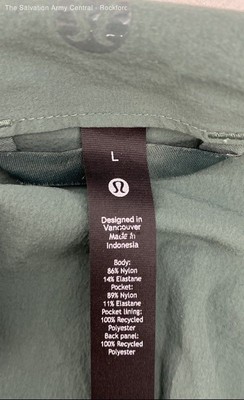 The Salvation Army Central - Rockfort
L
Designed in
Vancouver
Made in
Indonesia
Body:
86% Nylon
14% Elastane
Pocket:
89% Nylon
11% Elastane
Pocket lining:
100% Recycled
Polyester
Back panel:
100% Recycled
Polyester